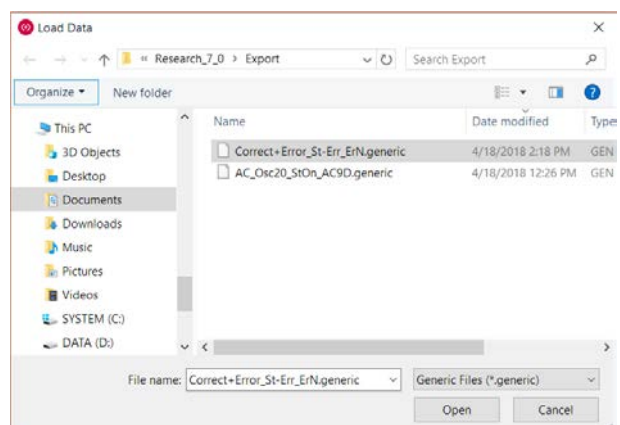 Load Data
« Research_7_0 > Export
Search Export
Organize
New folder
This PC
3D Objects
Desktop
Documents
Downloads
Music
Pictures
Videos
SYSTEM (C:)
DATA (D:)
Name Date modified Type
Correct+Error_St-Err_ErN.generic 4/18/2018 2:18 PM GEN
AC_Osc20_StOn_AC9D.generic 4/18/2018 12:26 PM GEN
File name: Correct+Error_St-Err_ErN.generic Generic Files (*.generic)
Open Cancel